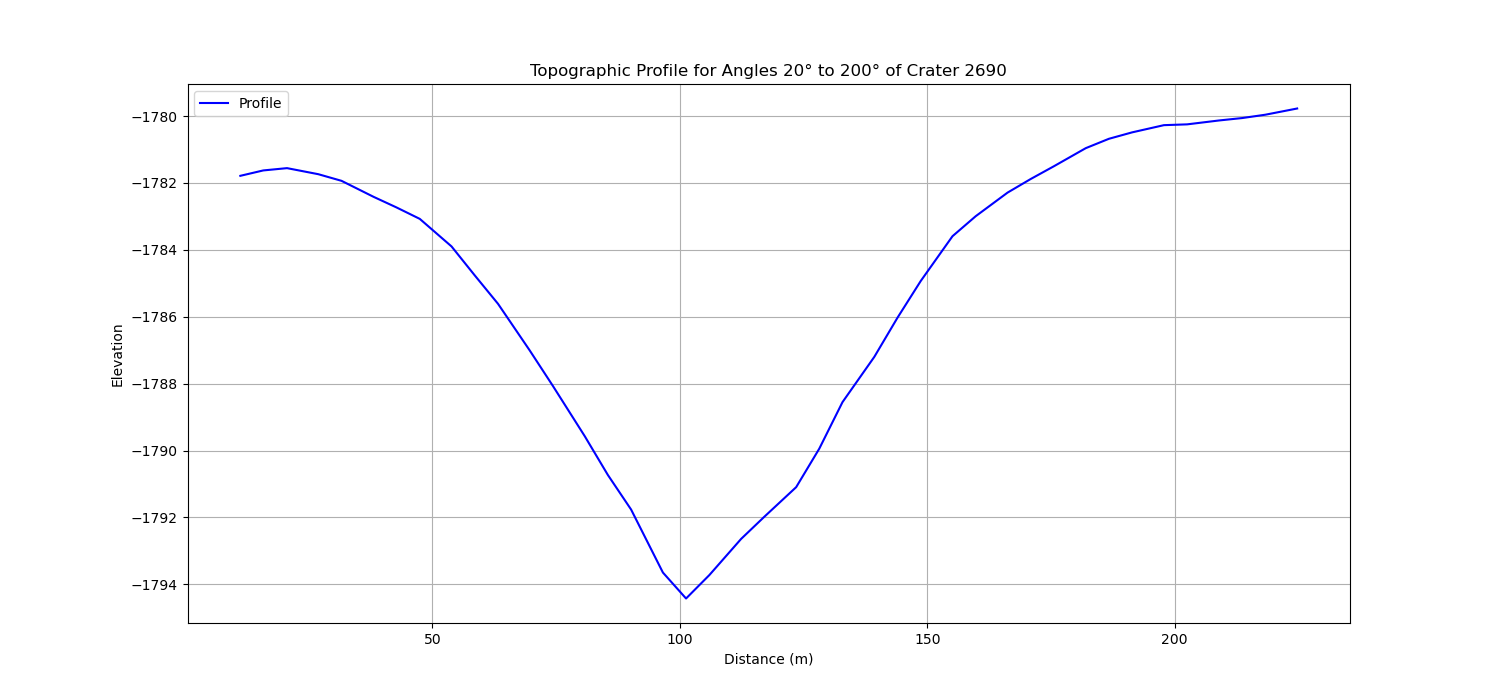 Topographic Profile for Angles 20° to 200° of Crater 2690
Profile
−1780
−1782
−1784
−1786
−1788
−1790
−1792
−1794
Elevation
50 100 150 200
Distance (m)